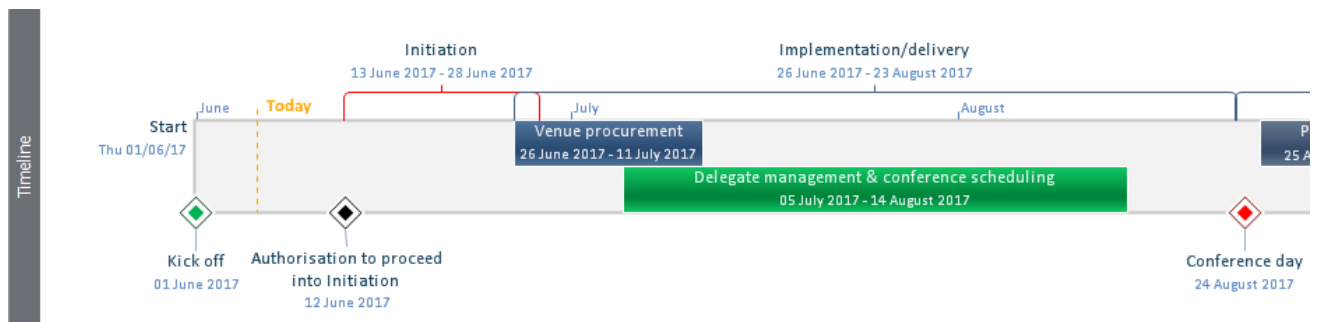 Timeline
Initiation
13 June 2017 - 28 June 2017
Implementation/delivery
26 June 2017 - 23 August 2017
June
Today
July
August
Start
Thu 01/06/17
Venue procurement
26 June 2017 - 11 July 2017
P
25 A
Delegate management & conference scheduling
05 July 2017 - 14 August 2017
Kick off
01 June 2017
Authorisation to proceed
into Initiation
12 June 2017
Conference day
24 August 2017